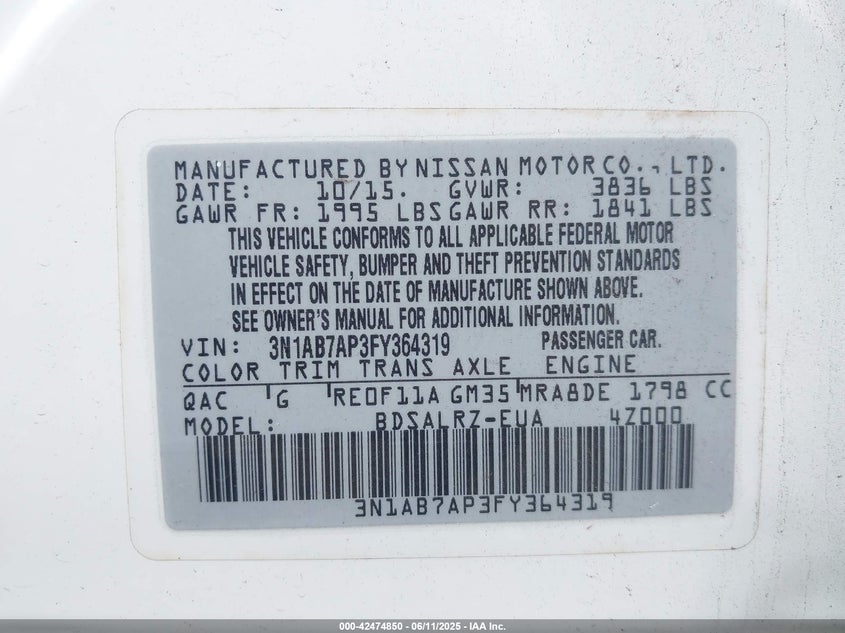 MANUFACTURED BY NISSAN MOTOR CO., LTD.
DATE: 10/15. GVWR: 3836 LBS
GAWR FR: 1995 LBS GAWR RR: 1841 LBS
THIS VEHICLE CONFORMS TO ALL APPLICABLE FEDERAL MOTOR
VEHICLE SAFETY, BUMPER AND THEFT PREVENTION STANDARDS
IN EFFECT ON THE DATE OF MANUFACTURE SHOWN ABOVE.
SEE OWNER'S MANUAL FOR ADDITIONAL INFORMATION.
VIN: 3N1AB7AP3FY364319 PASSENGER CAR.
COLOR TRIM TRANS AXLE ENGINE
QAC G RE0F11A GM35 MRA8DE 1798 CC
MODEL: BDSALRZ-EUA 4Z000
3N1AB7AP3FY364319
000-42474850 - 06/11/2025 - IAA Inc.